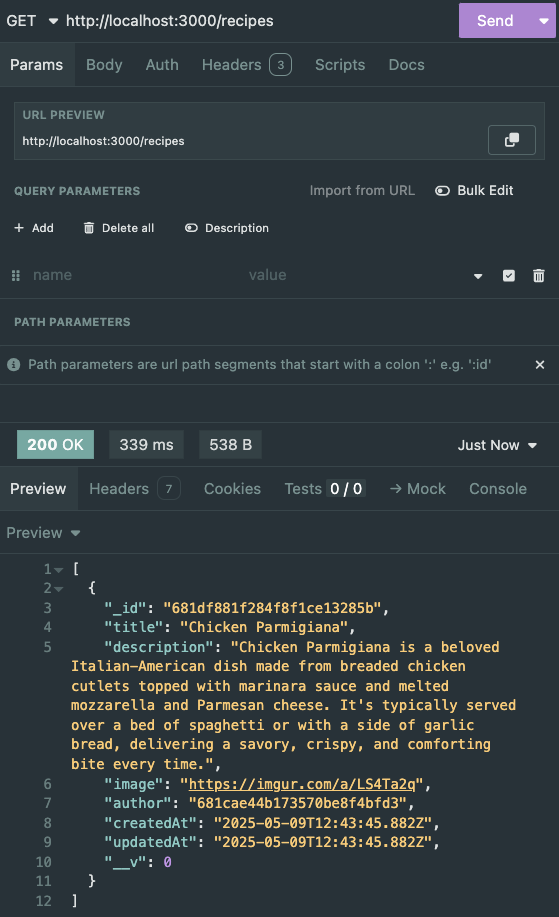 GET http://localhost:3000/recipes Send
Params Body Auth Headers 3 Scripts Docs
URL PREVIEW
http://localhost:3000/recipes
QUERY PARAMETERS Import from URL Bulk Edit
+ Add Delete all Description
name value
PATH PARAMETERS
Path parameters are url path segments that start with a colon ':' e.g. ':id'
200 OK 339 ms 538 B Just Now
Preview Headers 7 Cookies Tests 0 / 0 → Mock Console
Preview
1 [
2 {
3 "_id": "681df881f284f8f1ce13285b",
4 "title": "Chicken Parmigiana",
5 "description": "Chicken Parmigiana is a beloved
Italian-American dish made from breaded chicken
cutlets topped with marinara sauce and melted
mozzarella and Parmesan cheese. It's typically served
over a bed of spaghetti or with a side of garlic
bread, delivering a savory, crispy, and comforting
bite every time.",
6 "image": "https://imgur.com/a/LS4Ta2q",
7 "author": "681cae44b173570be8f4bfd3",
8 "createdAt": "2025-05-09T12:43:45.882Z",
9 "updatedAt": "2025-05-09T12:43:45.882Z",
10 "__v": 0
11 }
12 ]